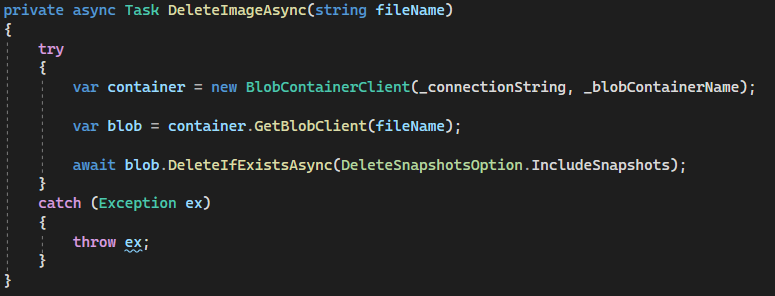 private async Task DeleteImageAsync(string fileName)
{
    try
    {
        var container = new BlobContainerClient(_connectionString, _blobContainerName);
        var blob = container.GetBlobClient(fileName);
        await blob.DeleteIfExistsAsync(DeleteSnapshotsOption.IncludeSnapshots);
    }
    catch (Exception ex)
    {
        throw ex;
    }
}